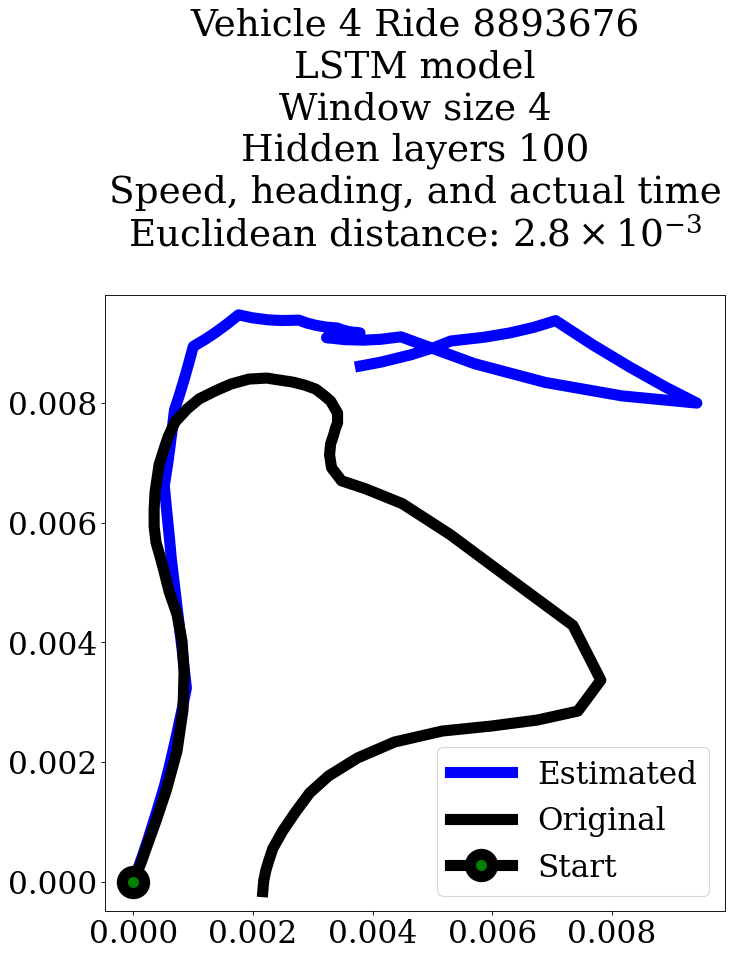 Vehicle 4 Ride 8893676
LSTM model
Window size 4
Hidden layers 100
Speed, heading, and actual time
Euclidean distance: 2.8 × 10⁻³
0.008
0.006
0.004
0.002
0.000
Estimated
Original
Start
0.000 0.002 0.004 0.006 0.008